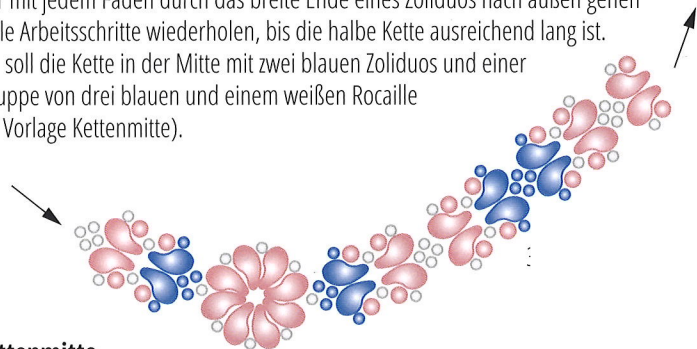 mit jedem Faden durch das breite Ende eines Zoliduos nach außen gehen
le Arbeitsschritte wiederholen, bis die halbe Kette ausreichend lang ist.
soll die Kette in der Mitte mit zwei blauen Zoliduos und einer
uppe von drei blauen und einem weißen Rocaille
Vorlage Kettenmitte).
ttenmitte